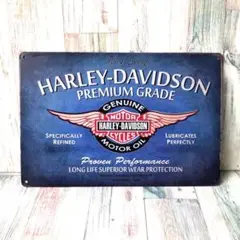 HARLEY-DAVIDSON
PREMIUM GRADE
GENUINE
MOTOR
HARLEY-DAVIDSON
CYCLES
MOTOR OIL
SPECIFICALLY
REFINED
LUBRICATES
PERFECTLY
Proven Performance
LONG LIFE SUPERIOR WEAR PROTECTION